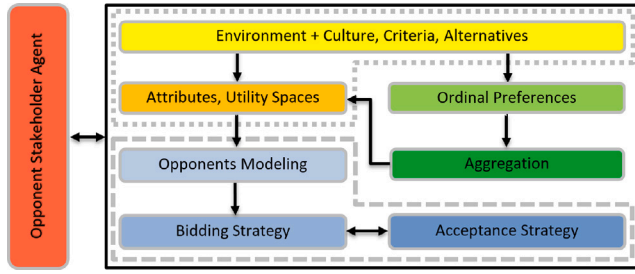 Opponent Stakeholder Agent
Environment + Culture, Criteria, Alternatives
Attributes, Utility Spaces
Ordinal Preferences
Opponents Modeling
Aggregation
Bidding Strategy
Acceptance Strategy